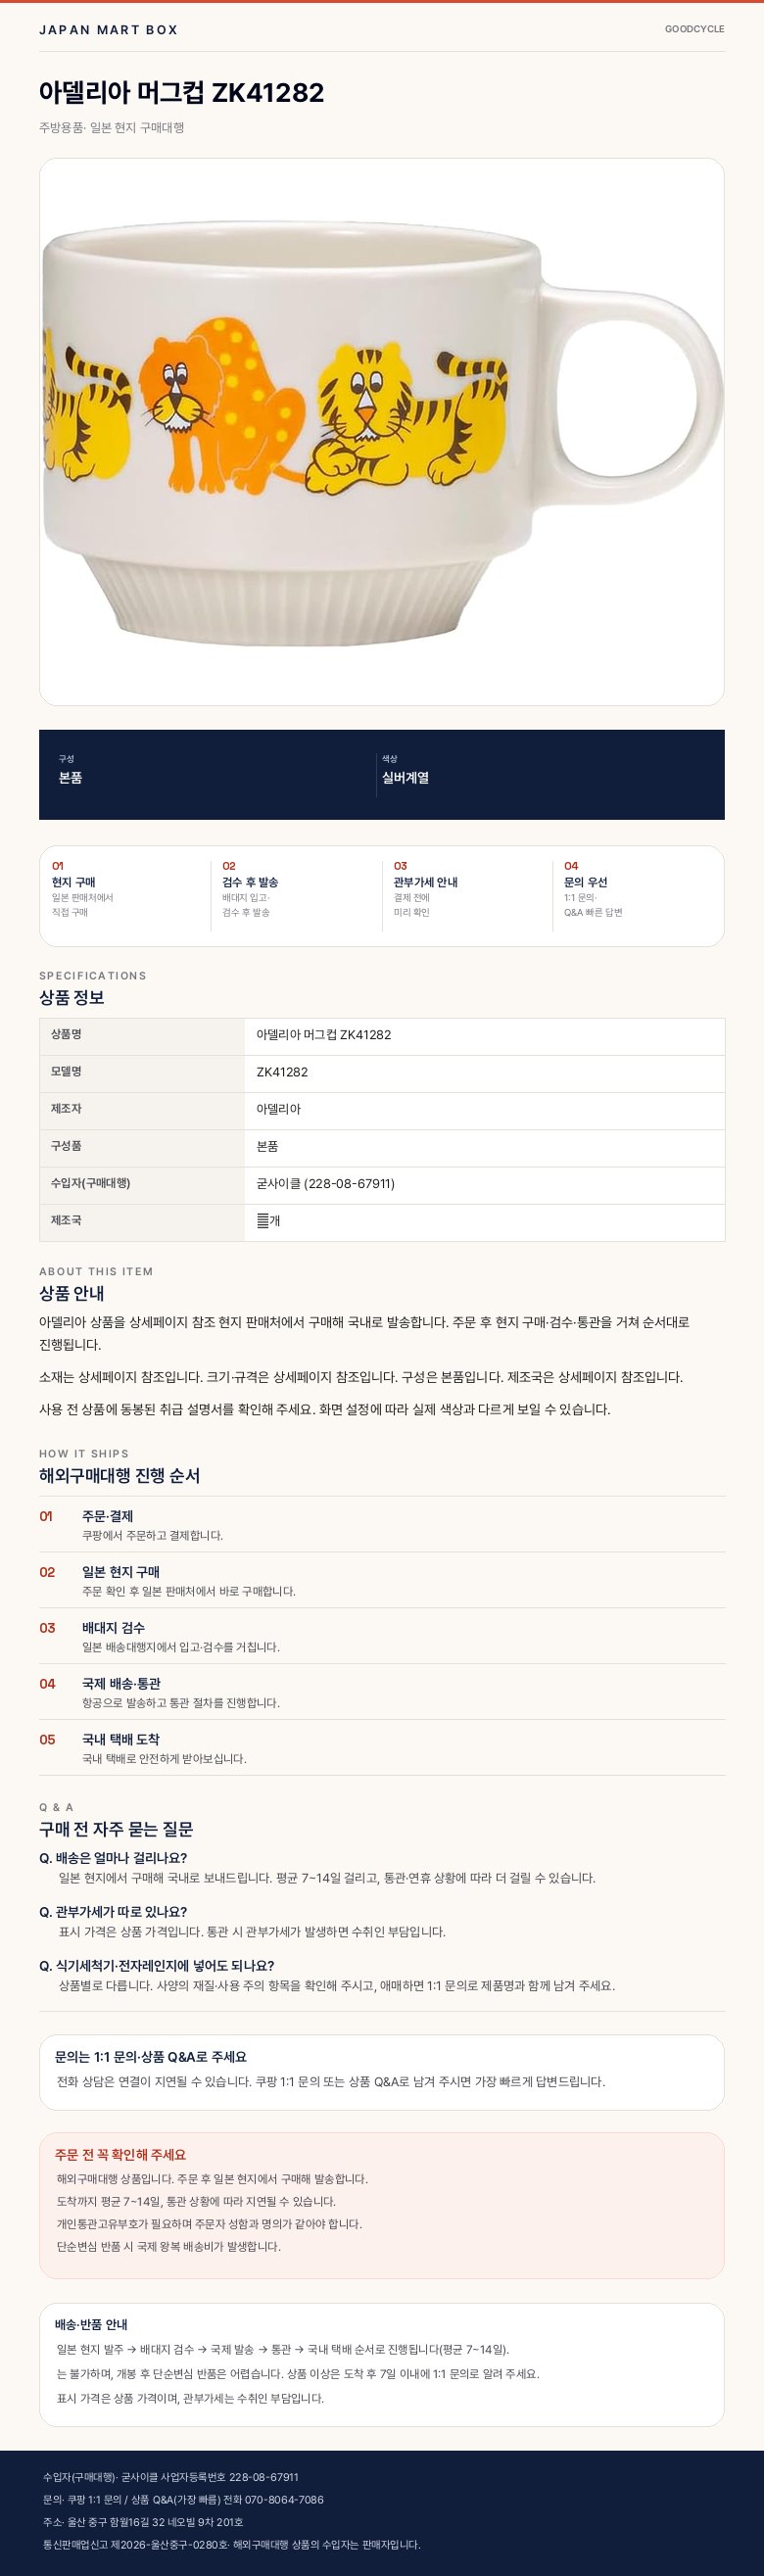 JAPAN MART BOX
GOODCYCLE
아델리아 머그컵 ZK41282
주방용품· 일본 현지 구매대행
구성
본품
색상
실버계열
01
현지 구매
일본 판매처에서
직접 구매
02
검수 후 발송
배대지 입고·
검수 후 발송
03
관부가세 안내
결제 전에
미리 확인
04
문의 우선
1:1 문의·
Q&A 빠른 답변
SPECIFICATIONS
상품 정보
상품명 아델리아 머그컵 ZK41282
모델명 ZK41282
제조자 아델리아
구성품 본품
수입자(구매대행) 굳사이클 (228-08-67911)
제조국 개
ABOUT THIS ITEM
상품 안내
아델리아 상품을 상세페이지 참조 현지 판매처에서 구매해 국내로 발송합니다. 주문 후 현지 구매·검수·통관을 거쳐 순서대로
진행됩니다.
소재는 상세페이지 참조입니다. 크기·규격은 상세페이지 참조입니다. 구성은 본품입니다. 제조국은 상세페이지 참조입니다.
사용 전 상품에 동봉된 취급 설명서를 확인해 주세요. 화면 설정에 따라 실제 색상과 다르게 보일 수 있습니다.
HOW IT SHIPS
해외구매대행 진행 순서
01 주문·결제
쿠팡에서 주문하고 결제합니다.
02 일본 현지 구매
주문 확인 후 일본 판매처에서 바로 구매합니다.
03 배대지 검수
일본 배송대행지에서 입고·검수를 거칩니다.
04 국제 배송·통관
항공으로 발송하고 통관 절차를 진행합니다.
05 국내 택배 도착
국내 택배로 안전하게 받아보십니다.
Q & A
구매 전 자주 묻는 질문
Q. 배송은 얼마나 걸리나요?
일본 현지에서 구매해 국내로 보내드립니다. 평균 7~14일 걸리고, 통관·연휴 상황에 따라 더 걸릴 수 있습니다.
Q. 관부가세가 따로 있나요?
표시 가격은 상품 가격입니다. 통관 시 관부가세가 발생하면 수취인 부담입니다.
Q. 식기세척기·전자레인지에 넣어도 되나요?
상품별로 다릅니다. 사양의 재질·사용 주의 항목을 확인해 주시고, 애매하면 1:1 문의로 제품명과 함께 남겨 주세요.
문의는 1:1 문의·상품 Q&A로 주세요
전화 상담은 연결이 지연될 수 있습니다. 쿠팡 1:1 문의 또는 상품 Q&A로 남겨 주시면 가장 빠르게 답변드립니다.
주문 전 꼭 확인해 주세요
해외구매대행 상품입니다. 주문 후 일본 현지에서 구매해 발송합니다.
도착까지 평균 7~14일, 통관 상황에 따라 지연될 수 있습니다.
개인통관고유부호가 필요하며 주문자 성함과 명의가 같아야 합니다.
단순변심 반품 시 국제 왕복 배송비가 발생합니다.
배송·반품 안내
일본 현지 발주 → 배대지 검수 → 국제 발송 → 통관 → 국내 택배 순서로 진행됩니다(평균 7~14일).
는 불가하며, 개봉 후 단순변심 반품은 어렵습니다. 상품 이상은 도착 후 7일 이내에 1:1 문의로 알려 주세요.
표시 가격은 상품 가격이며, 관부가세는 수취인 부담입니다.
수입자(구매대행)· 굳사이클 사업자등록번호 228-08-67911
문의· 쿠팡 1:1 문의 / 상품 Q&A(가장 빠름) 전화 070-8064-7086
주소· 울산 중구 함월16길 32 네오빌 9차 201호
통신판매업신고 제2026-울산중구-0280호· 해외구매대행 상품의 수입자는 판매자입니다.